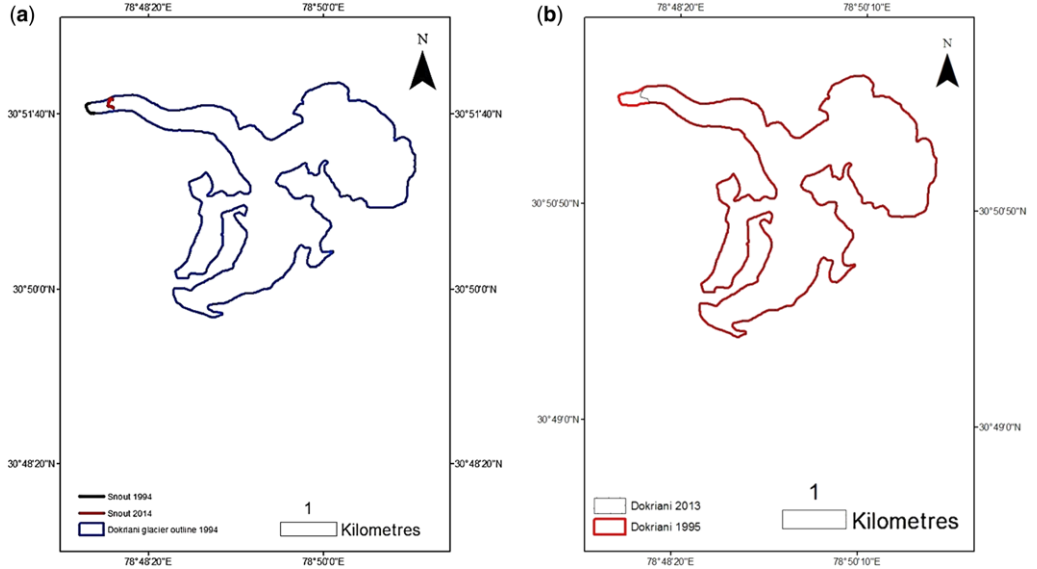 (a)
78°48'20"E
78°50'0"E
N
30°51'40"N
30°51'40"N
30°50'0"N
30°50'0"N
30°48'20"N
30°48'20"N
Snout 1994
Snout 2014
Dokriani glacier outline 1994
1
Kilometres
78°48'20"E
78°50'0"E
(b)
78°48'20"E
78°50'10"E
N
30°51'40"N
30°50'50"N
30°50'50"N
30°49'0"N
30°49'0"N
Dokriani 2013
Dokriani 1995
1
Kilometres
78°48'20"E
78°50'10"E